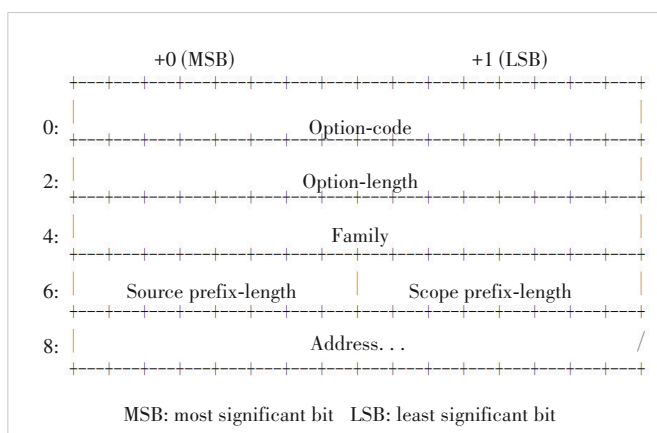 +0 (MSB) +1 (LSB)
+---+---+---+---+---+---+---+---+---+---+---+---+---+---+---+---+
| |
0: Option-code
+---+---+---+---+---+---+---+---+---+---+---+---+---+---+---+---+
| |
2: Option-length
+---+---+---+---+---+---+---+---+---+---+---+---+---+---+---+---+
| |
4: Family
+---+---+---+---+---+---+---+---+---+---+---+---+---+---+---+---+
| | |
6: Source prefix-length Scope prefix-length
+---+---+---+---+---+---+---+---+---+---+---+---+---+---+---+---+
| /
8: Address. . .
+---+---+---+---+---+---+---+---+---+---+---+---+---+---+---+---+
MSB: most significant bit LSB: least significant bit